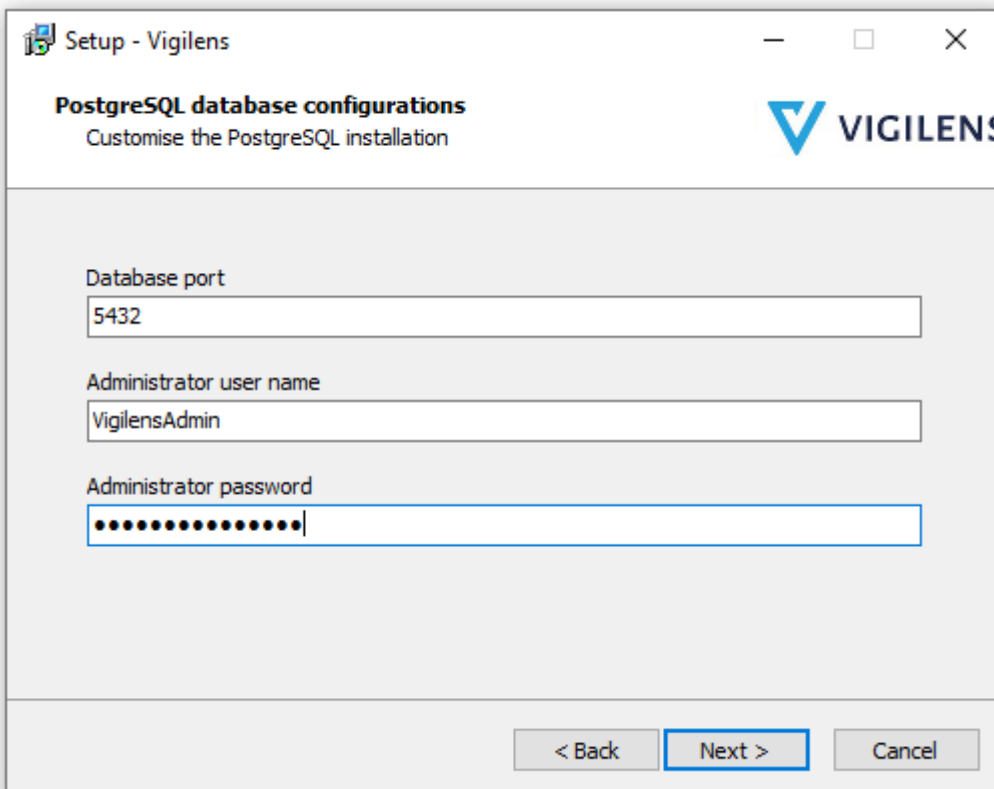 Setup - Vigilens
PostgreSQL database configurations
Customise the PostgreSQL installation
VIGILENS
Database port
5432
Administrator user name
VigilensAdmin
Administrator password
•••••••••••••••
< Back
Next >
Cancel